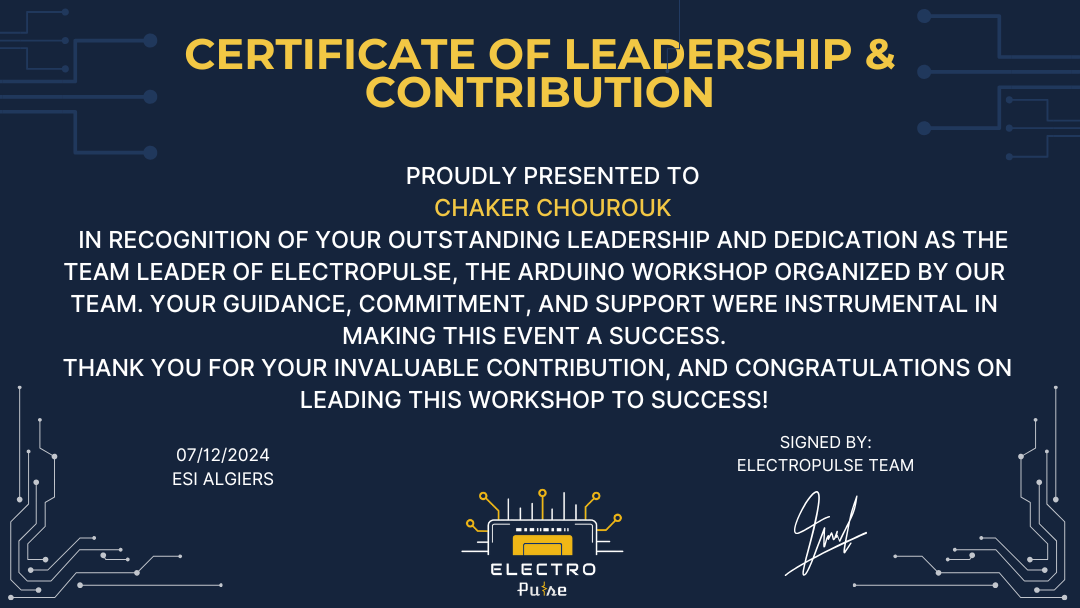 CERTIFICATE OF LEADERSHIP &
CONTRIBUTION
PROUDLY PRESENTED TO
CHAKER CHOUROUK
IN RECOGNITION OF YOUR OUTSTANDING LEADERSHIP AND DEDICATION AS THE
TEAM LEADER OF ELECTROPULSE, THE ARDUINO WORKSHOP ORGANIZED BY OUR
TEAM. YOUR GUIDANCE, COMMITMENT, AND SUPPORT WERE INSTRUMENTAL IN
MAKING THIS EVENT A SUCCESS.
THANK YOU FOR YOUR INVALUABLE CONTRIBUTION, AND CONGRATULATIONS ON
LEADING THIS WORKSHOP TO SUCCESS!
07/12/2024
ESI ALGIERS
SIGNED BY:
ELECTROPULSE TEAM
ELECTRO
Pulse